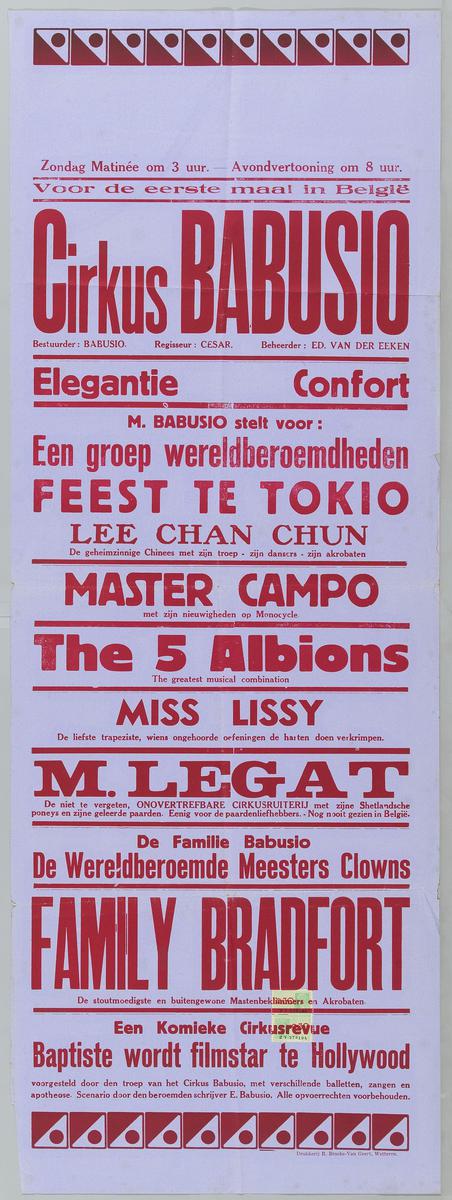 Zondag Matinée om 3 uur. — Avondvertooning om 8 uur.
Voor de eerste maal in België
Cirkus BABUSIO
Bestuurder : BABUSIO. Regisseur : CESAR. Beheerder : ED. VAN DER EEKEN
Elegantie Confort
M. BABUSIO stelt voor :
Een groep wereldberoemdheden
FEEST TE TOKIO
LEE CHAN CHUN
De geheimzinnige Chinees met zijn troep - zijn dansers - zijn akrobaten
MASTER CAMPO
met zijn nieuwigheden op Monocycle.
The 5 Albions
The greatest musical combination
MISS LISSY
De liefste trapeziste, wiens ongehoorde oefeningen de harten doen verkrimpen.
M. LEGAT
De niet te vergeten, ONOVERTREFBARE CIRKUSRUITERIJ met zijne Shetlandsche
poneys en zijne geleerde paarden. Eenig voor de paardenliefhebbers. - Nog nooit gezien in België.
De Familie Babusio
De Wereldberoemde Meesters Clowns
FAMILY BRADFORT
De stoutmoedigste en buitengewone Mastenbeklimmers en Akrobaten.
Een Komieke Cirkusrevue
Baptiste wordt filmstar te Hollywood
voorgesteld door den troep van het Cirkus Babusio, met verschillende balletten, zangen en
apotheose. Scenario door den beroemden schrijver E. Babusio. Alle opvoerrechten voorbehouden.
Drukkerij R. Bracke-Van Geert, Wetteren.